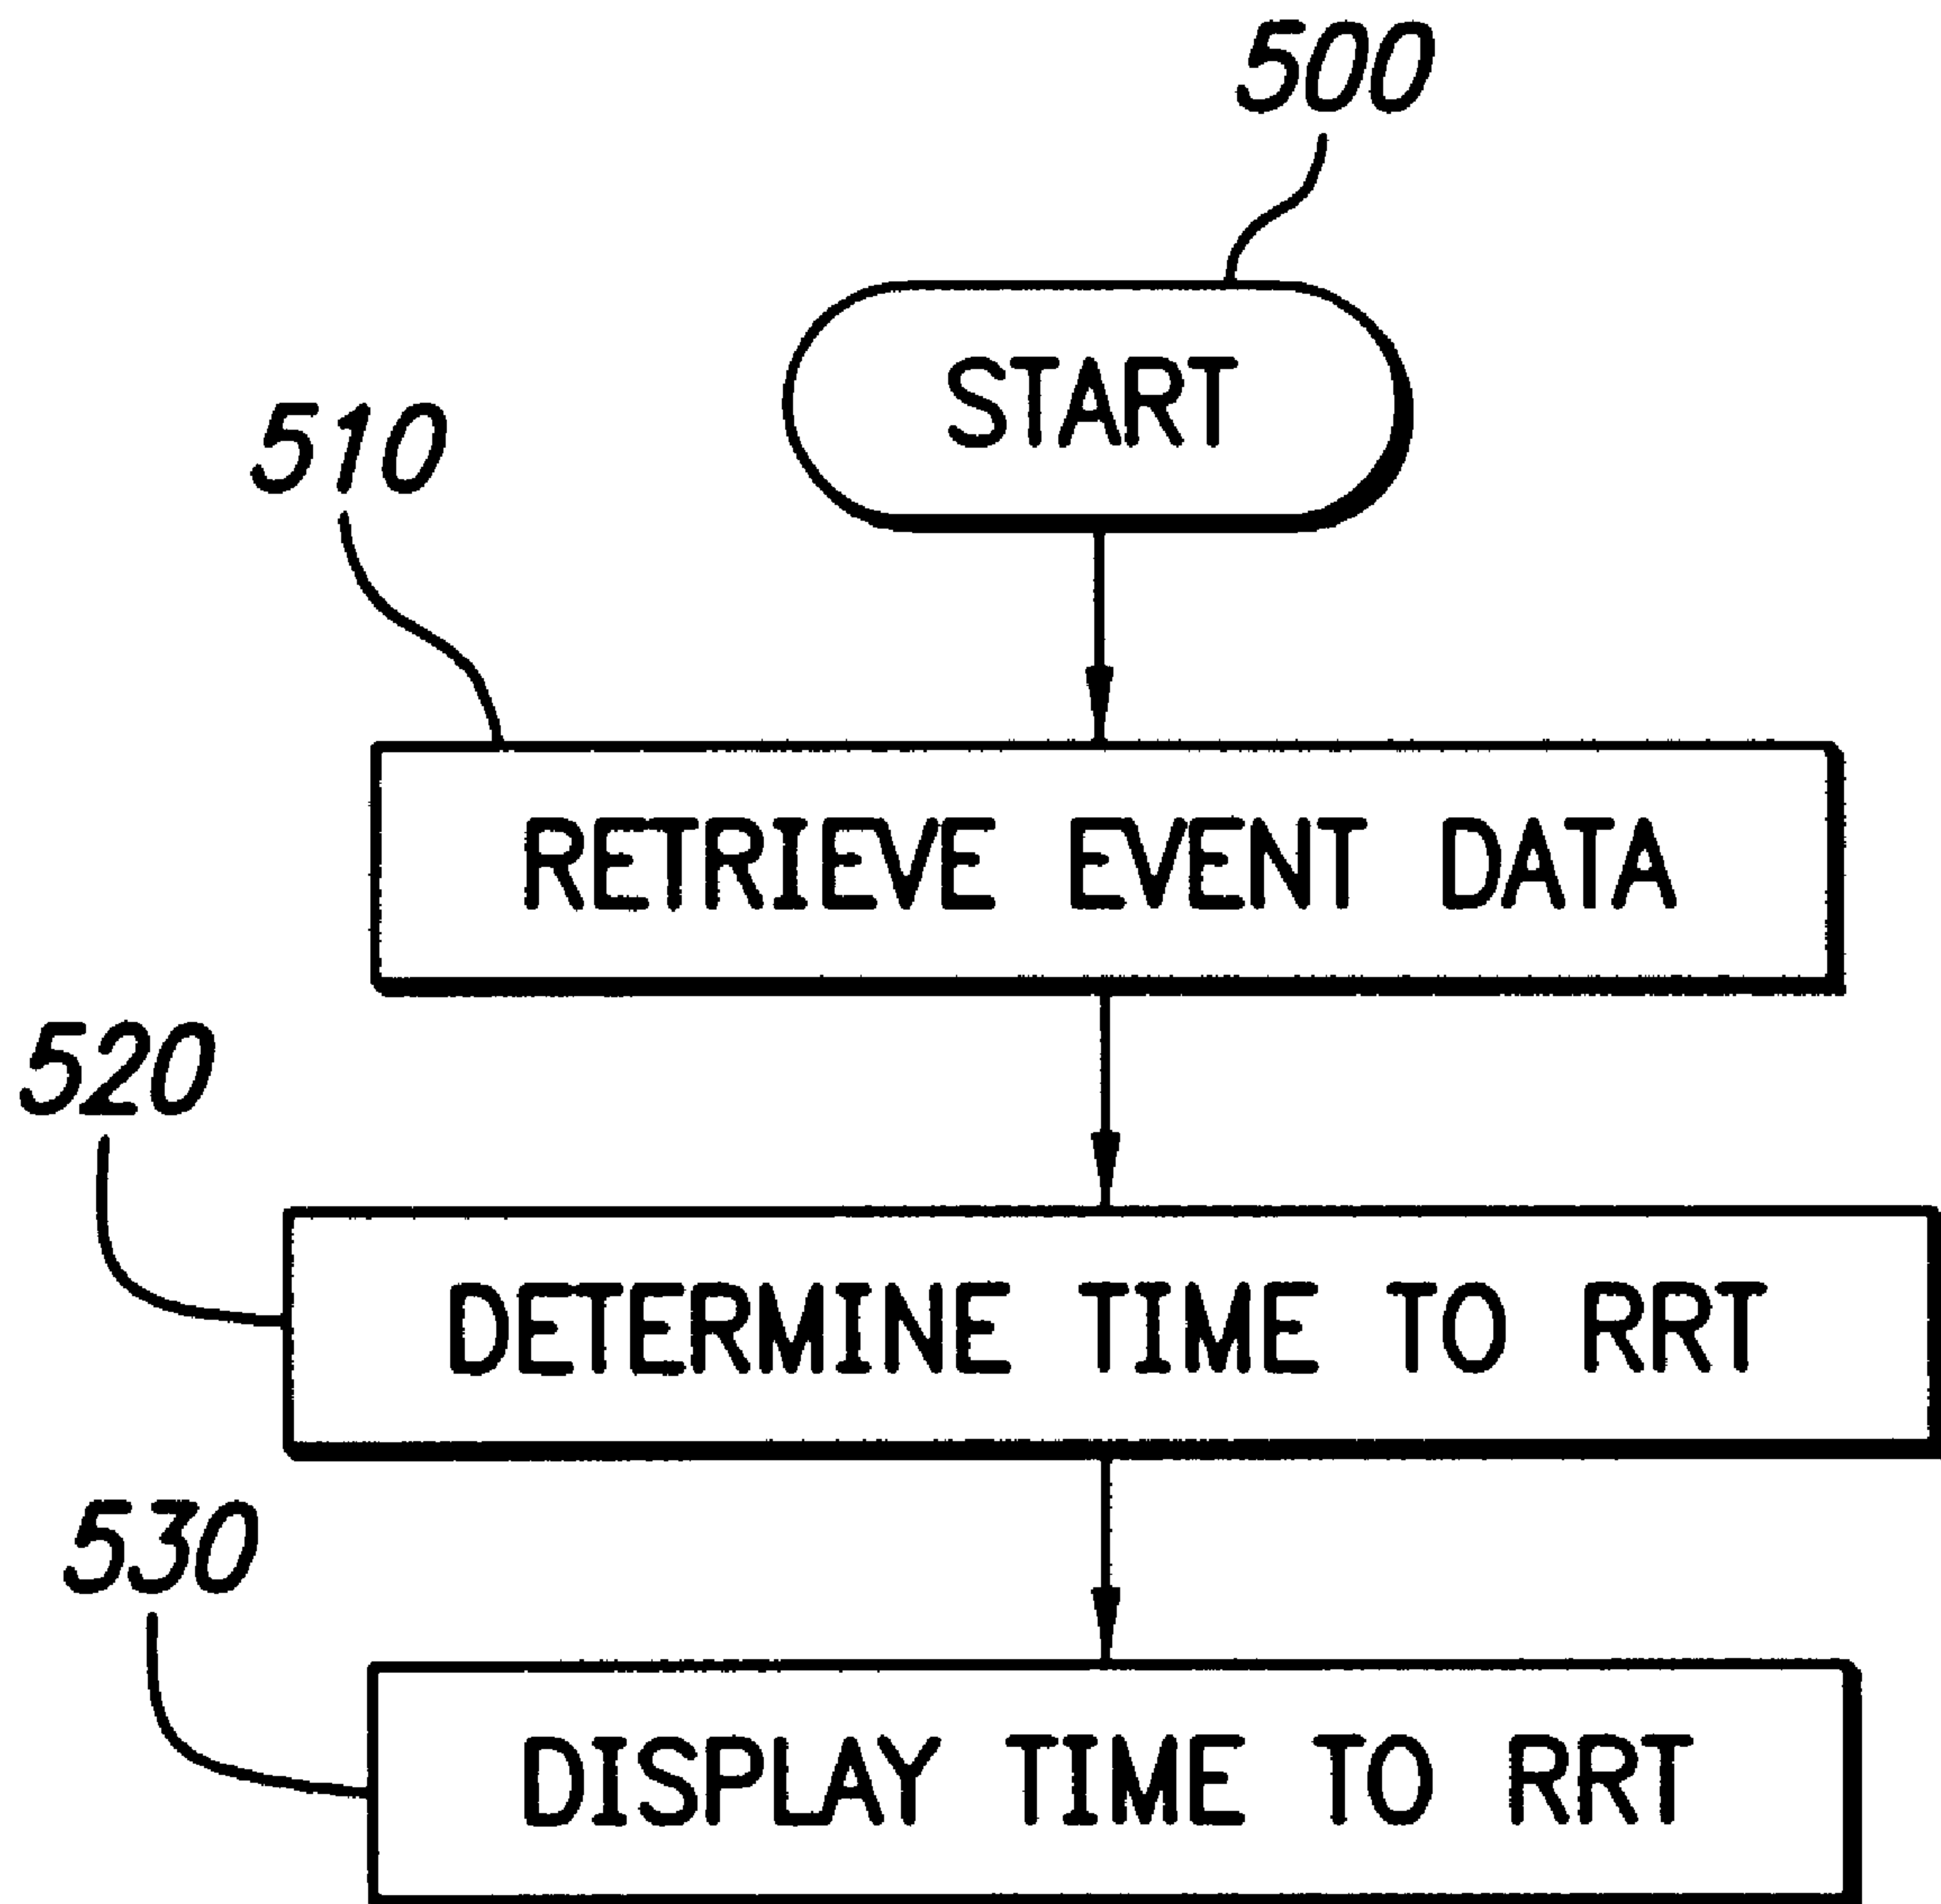 500
START
510
RETRIEVE EVENT DATA
520
DETERMINE TIME TO RRT
530
DISPLAY TIME TO RRT